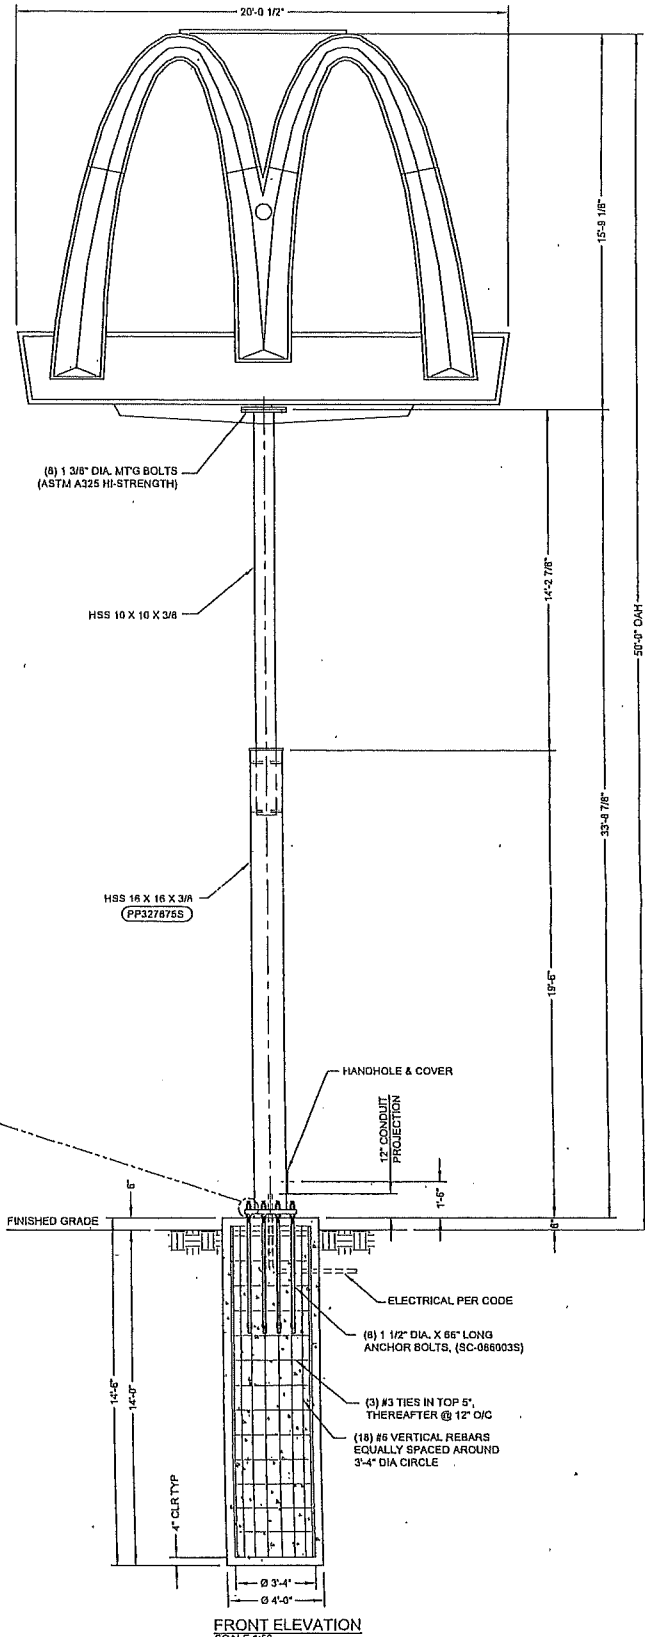 20'-0 1/2"
15'-9 1/8"
(8) 1 3/8" DIA. MT'G BOLTS
(ASTM A325 HI-STRENGTH)
14'-2 7/8"
HSS 10 X 10 X 3/8
50'-0" OAH
33'-8 7/8"
HSS 16 X 16 X 3/8
PP327875S
19'-6"
HANDHOLE & COVER
12" CONDUIT
PROJECTION
1'-6"
6"
6"
FINISHED GRADE
ELECTRICAL PER CODE
(8) 1 1/2" DIA. X 66" LONG
ANCHOR BOLTS, (SC-066003S)
14'-6"
14'-0"
(3) #3 TIES IN TOP 5",
THEREAFTER @ 12" O/C
(18) #6 VERTICAL REBARS
EQUALLY SPACED AROUND
3'-4" DIA CIRCLE
4" CLR TYP
Ø 3'-4"
Ø 4'-0"
FRONT ELEVATION